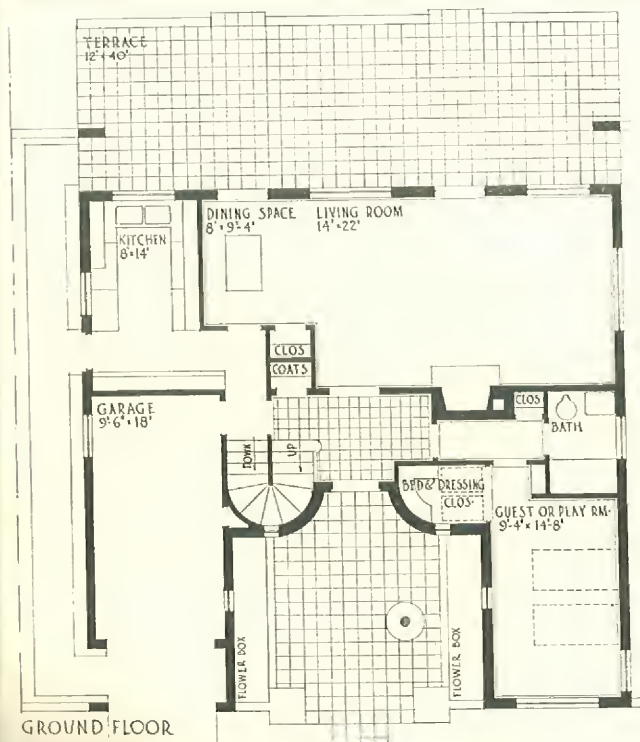 TERRACE
12' × 40'
DINING SPACE
8' × 9'-4"
LIVING ROOM
14' × 22'
KITCHEN
8' × 14'
CLOS
COATS
GARAGE
9'-6" × 18'
CLOS
BATH
DOWN
UP
BED & DRESSING
CLOS.
GUEST OR PLAY RM.
9'-4" × 14'-8"
FLOWER BOX
FLOWER BOX
GROUND FLOOR